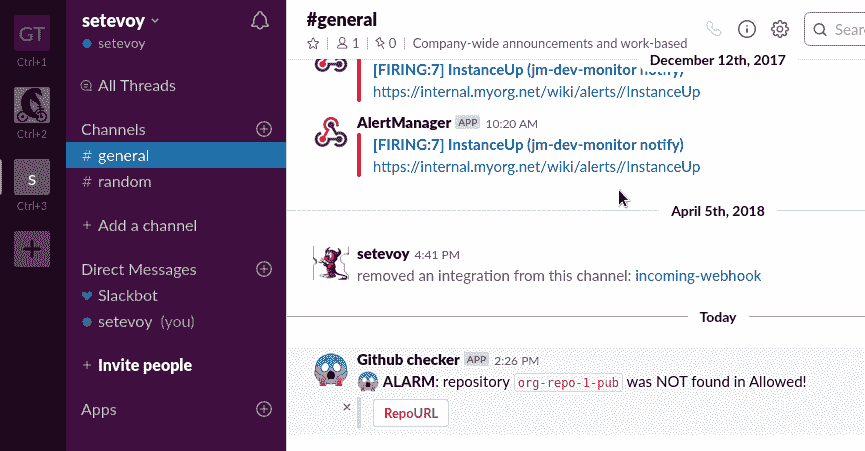 GT
Ctrl+1
Ctrl+2
S
Ctrl+3
setevoy
setevoy
All Threads
Channels
# general
# random
+ Add a channel
Direct Messages
Slackbot
setevoy (you)
+ Invite people
Apps
#general
1 | 0 | Company-wide announcements and work-based
Sear
December 12th, 2017
[FIRING:7] InstanceUp (jm-dev-monitor notify)
https://internal.myorg.net/wiki/alerts//InstanceUp
AlertManager APP 10:20 AM
[FIRING:7] InstanceUp (jm-dev-monitor notify)
https://internal.myorg.net/wiki/alerts//InstanceUp
April 5th, 2018
setevoy 4:41 PM
removed an integration from this channel: incoming-webhook
Today
Github checker APP 2:26 PM
ALARM: repository org-repo-1-pub was NOT found in Allowed!
RepoURL